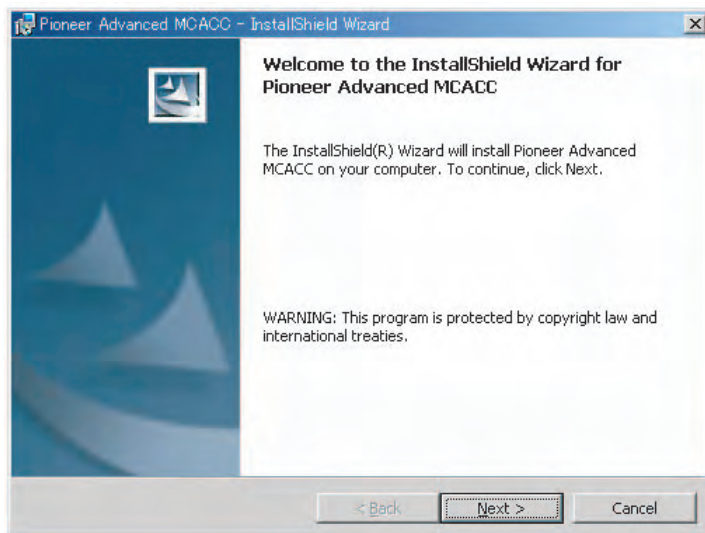 Pioneer Advanced MCACC - InstallShield Wizard
Welcome to the InstallShield Wizard for
Pioneer Advanced MCACC
The InstallShield(R) Wizard will install Pioneer Advanced
MCACC on your computer. To continue, click Next.
WARNING: This program is protected by copyright law and
international treaties.
< Back
Next >
Cancel